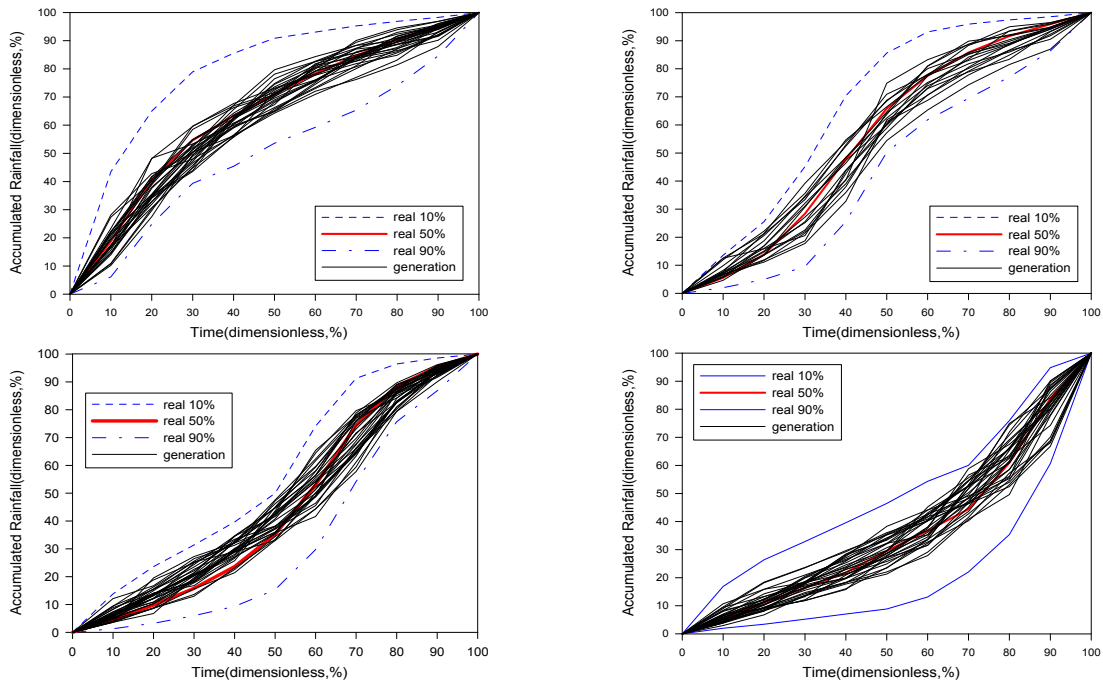 Accumulated Rainfall(dimensionless,%)
100
90
80
70
60
50
40
30
20
10
0
real 10%
real 50%
real 90%
generation
0 10 20 30 40 50 60 70 80 90 100
Time(dimensionless,%)
Accumulated Rainfall(dimensionless,%)
100
90
80
70
60
50
40
30
20
10
0
real 10%
real 50%
real 90%
generation
0 10 20 30 40 50 60 70 80 90 100
Time(dimensionless,%)
Accumulated Rainfall(dimensionless,%)
100
90
80
70
60
50
40
30
20
10
0
real 10%
real 50%
real 90%
generation
0 10 20 30 40 50 60 70 80 90 100
Time(dimensionless,%)
Accumulated Rainfall(dimensionless,%)
100
90
80
70
60
50
40
30
20
10
0
real 10%
real 50%
real 90%
generation
0 10 20 30 40 50 60 70 80 90 100
Time(dimensionless,%)